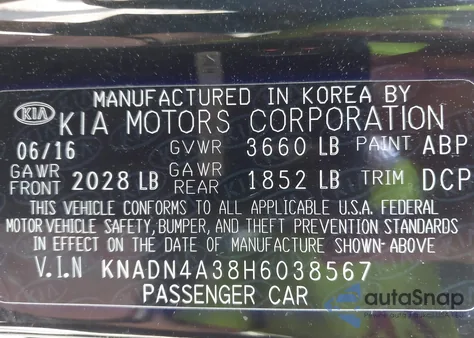 MANUFACTURED IN KOREA BY
KIA KIA MOTORS CORPORATION
06/16 GVWR 3660 LB PAINT ABP
GAWR FRONT 2028 LB GAWR REAR 1852 LB TRIM DCP
THIS VEHICLE CONFORMS TO ALL APPLICABLE U.S.A. FEDERAL
MOTOR VEHICLE SAFETY, BUMPER, AND THEFT PREVENTION STANDARDS
IN EFFECT ON THE DATE OF MANUFACTURE SHOWN ABOVE
V.I.N KNADN4A38H6038567
PASSENGER CAR
autoSnap